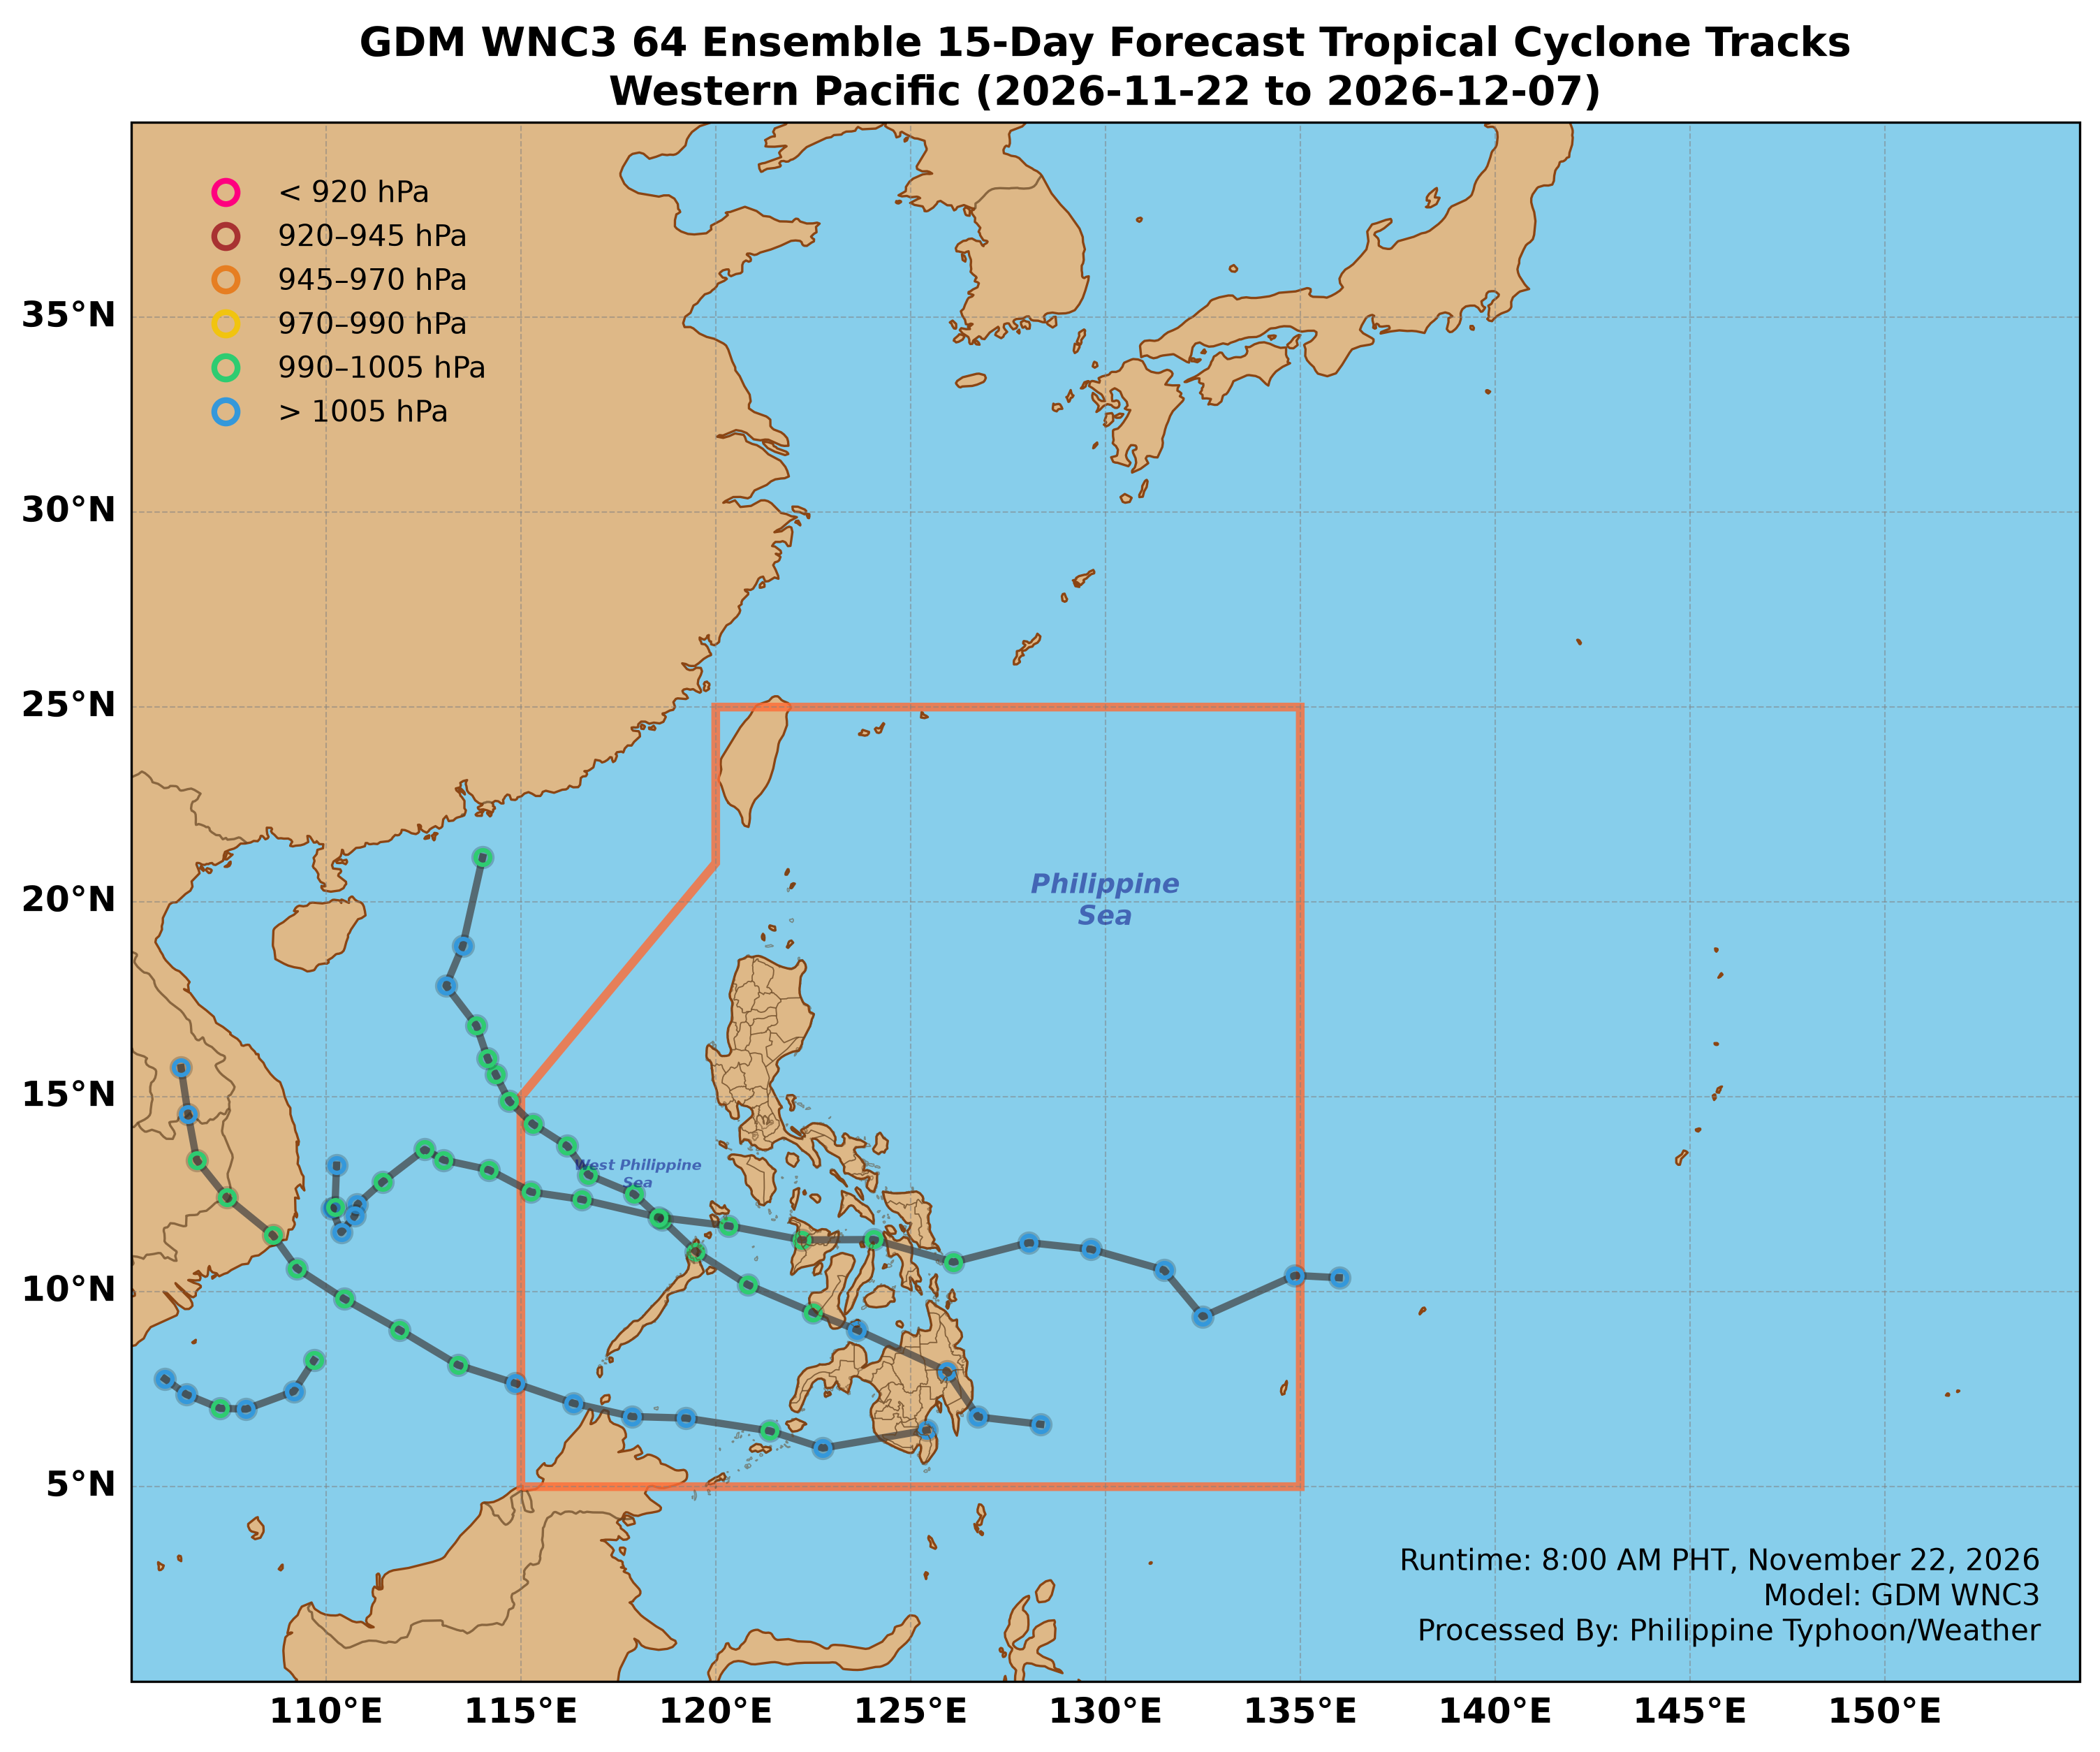 GDM WNC3 64 Ensemble 15-Day Forecast Tropical Cyclone Tracks
Western Pacific (2026-11-22 to 2026-12-07)
< 920 hPa
920–945 hPa
945–970 hPa
970–990 hPa
990–1005 hPa
> 1005 hPa
35°N
30°N
25°N
20°N
15°N
10°N
5°N
Philippine
Sea
West Philippine
Sea
Runtime: 8:00 AM PHT, November 22, 2026
Model: GDM WNC3
Processed By: Philippine Typhoon/Weather
110°E 115°E 120°E 125°E 130°E 135°E 140°E 145°E 150°E